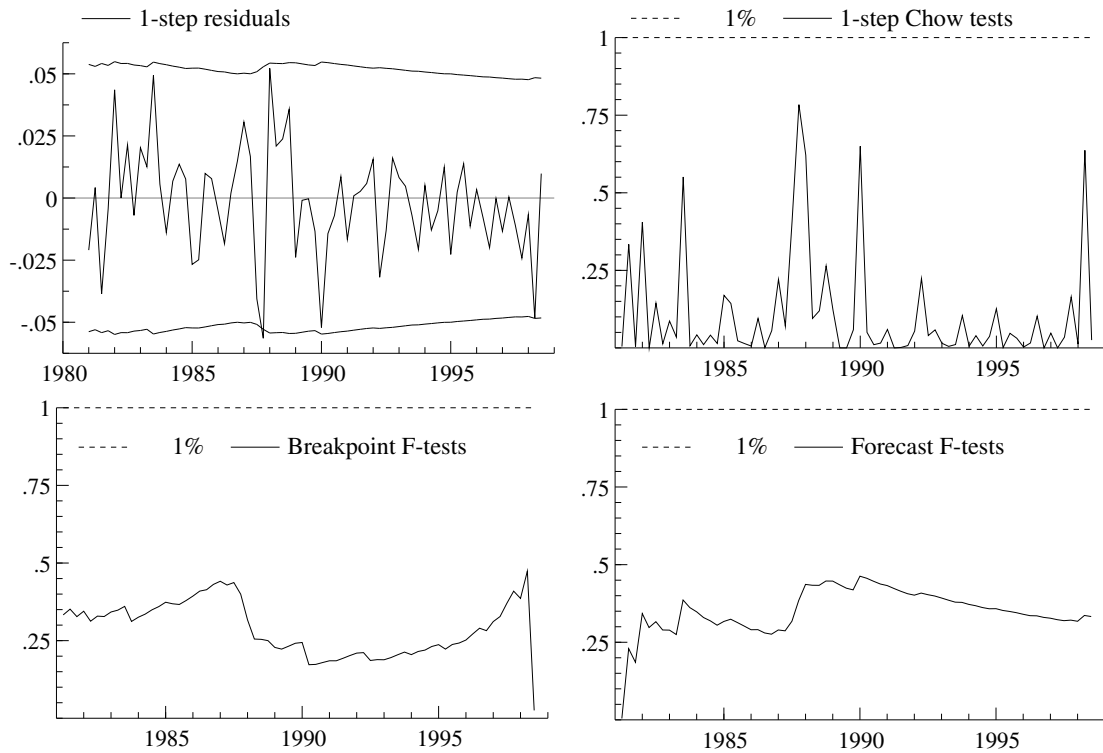 1-step residuals
.05
.025
0
-.025
-.05
1980 1985 1990 1995
1% 1-step Chow tests
1
.75
.5
.25
1985 1990 1995
1% Breakpoint F-tests
1
.75
.5
.25
1985 1990 1995
1% Forecast F-tests
1
.75
.5
.25
1985 1990 1995